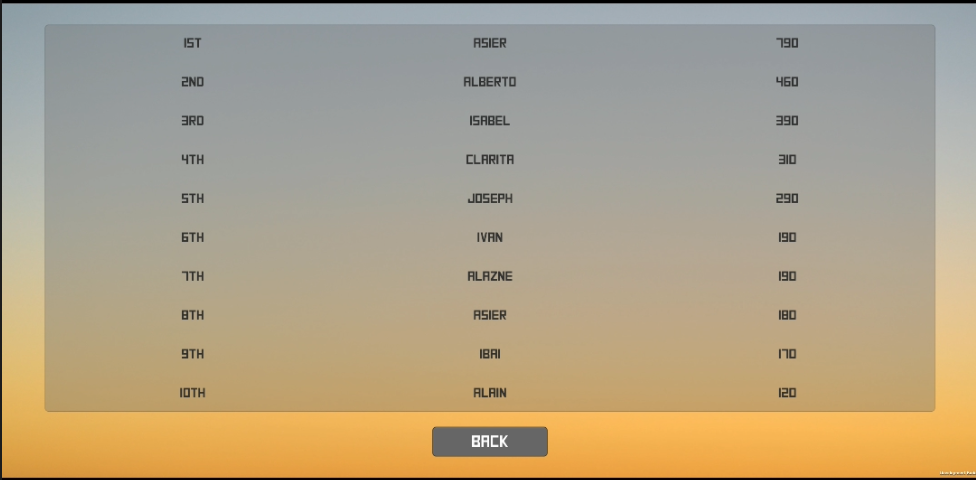 1ST ASIER 790
2ND ALBERTO 460
3RD ISABEL 390
4TH CLARITA 310
5TH JOSEPH 290
6TH IVAN 190
7TH ALAZNE 190
8TH ASIER 180
9TH IBAI 170
10TH ALAIN 120
BACK